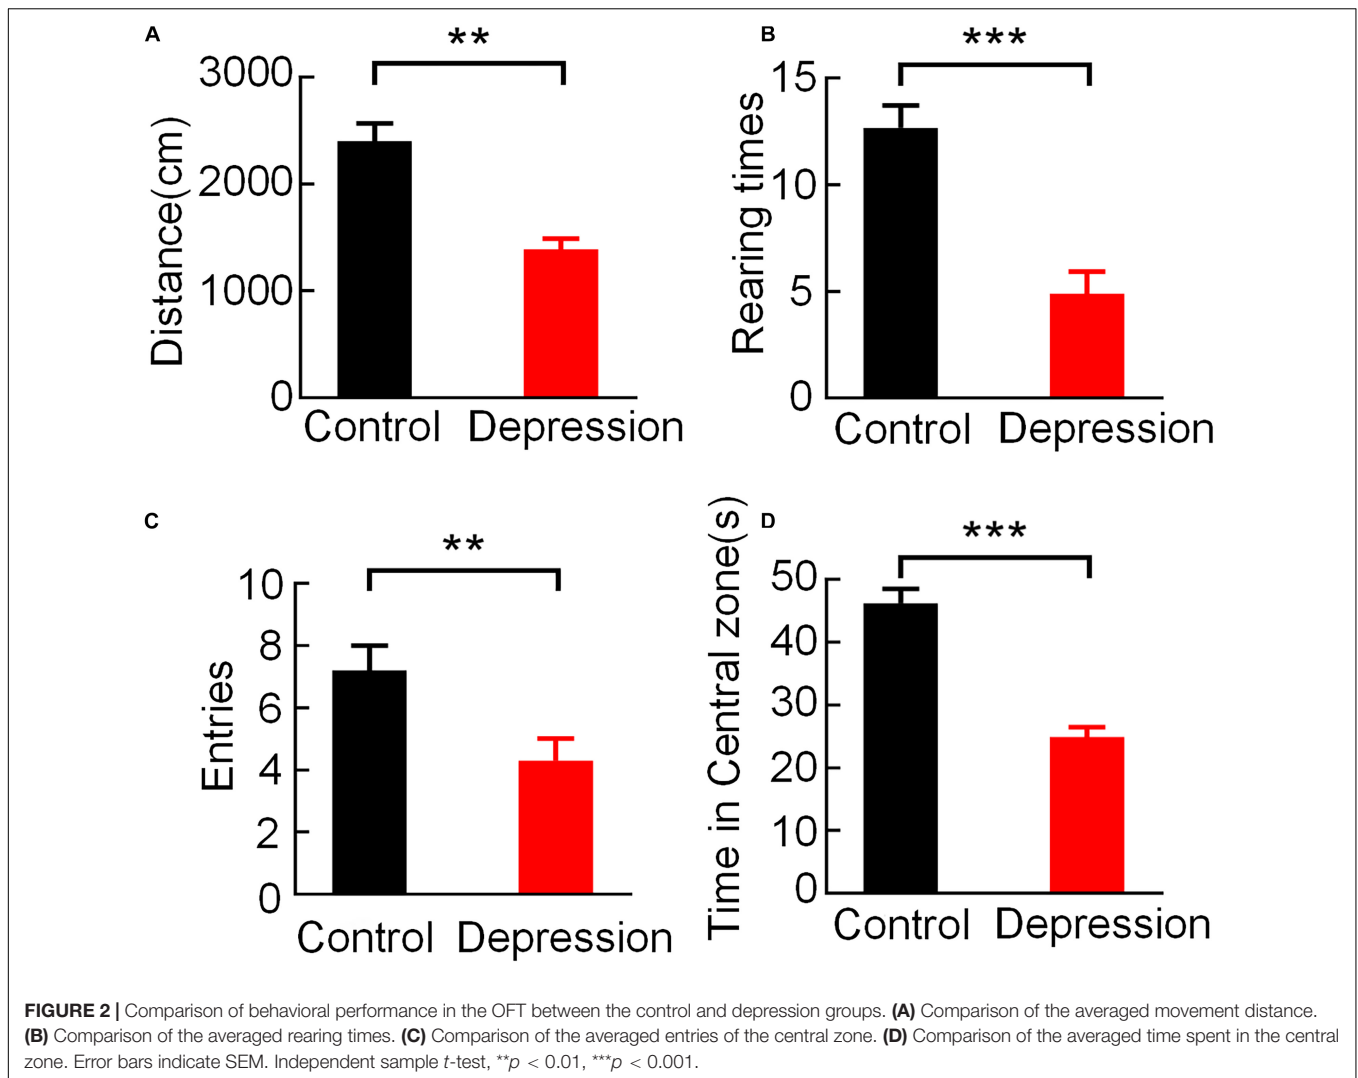 A
**
3000
2000
1000
0
Distance(cm)
Control Depression
B
***
15
10
5
0
Rearing times
Control Depression
C
**
10
8
6
4
2
0
Entries
Control Depression
D
***
50
40
30
20
10
0
Time in Central zone(s)
Control Depression
FIGURE 2 | Comparison of behavioral performance in the OFT between the control and depression groups. (A) Comparison of the averaged movement distance.
(B) Comparison of the averaged rearing times. (C) Comparison of the averaged entries of the central zone. (D) Comparison of the averaged time spent in the central
zone. Error bars indicate SEM. Independent sample t-test, **p < 0.01, ***p < 0.001.